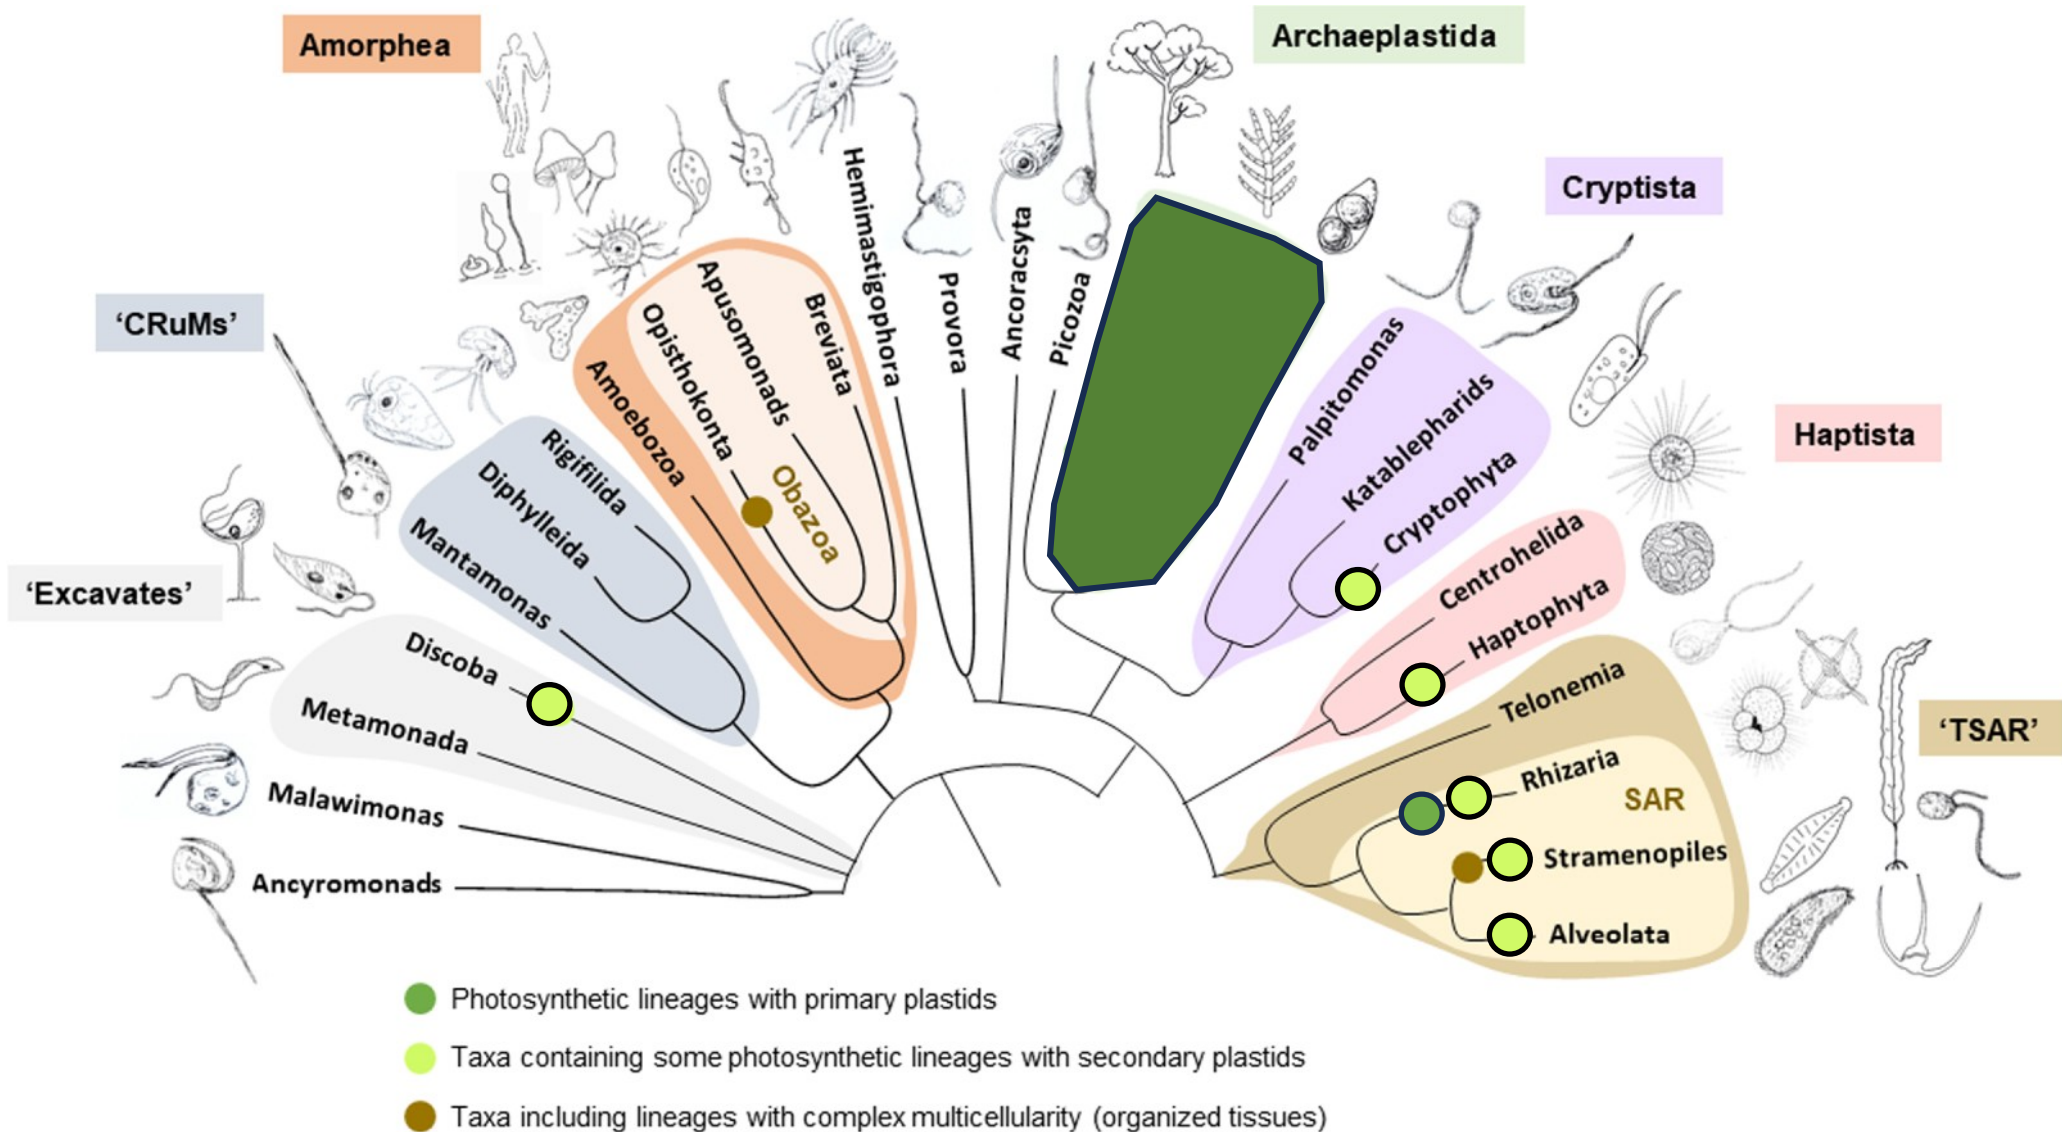 Amorphea
Archaeplastida
Cryptista
‘CRuMs’
Haptista
‘Excavates’
‘TSAR’
Ancyromonads
Malawimonas
Metamonada
Discoba
Mantamonas
Diphylleida
Rigifilida
Amoebozoa
Opisthokonta
Apusomonads
Breviata
Obazoa
Hemimastigophora
Provora
Ancoracsyta
Picozoa
Palpitomonas
Katablepharids
Cryptophyta
Centrohelida
Haptophyta
Telonemia
Rhizaria
SAR
Stramenopiles
Alveolata
Photosynthetic lineages with primary plastids
Taxa containing some photosynthetic lineages with secondary plastids
Taxa including lineages with complex multicellularity (organized tissues)